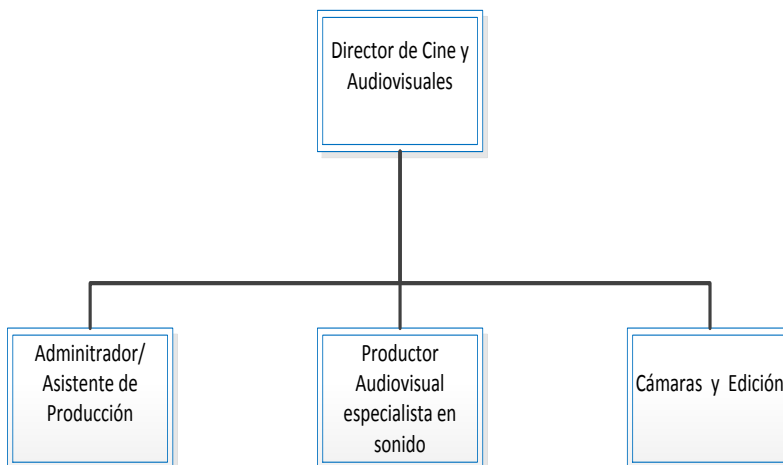 Director de Cine y
Audiovisuales
Adminitrador/
Asistente de
Producción
Productor
Audiovisual
especialista en
sonido
Cámaras y Edición